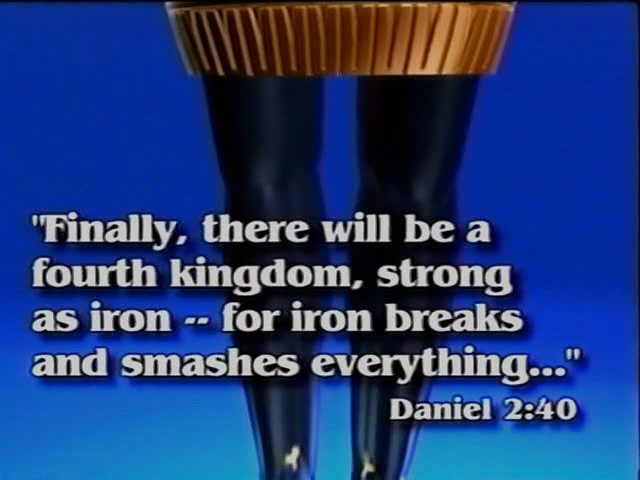 "Finally, there will be a
fourth kingdom, strong
as iron -- for iron breaks
and smashes everything..."
Daniel 2:40